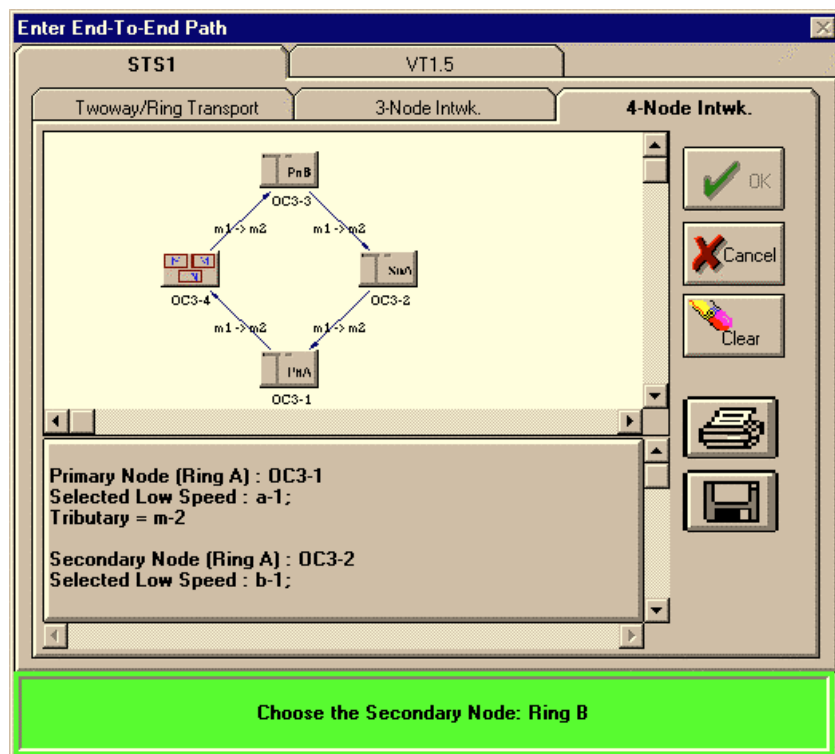 Enter End-To-End Path
STS1
VT1.5
Twoway/Ring Transport
3-Node Intwk.
4-Node Intwk.
PnB
OC3-3
m1->m2
m1->m2
SnA
OC3-4
OC3-2
m1->m2
m1->m2
PnA
OC3-1
OK
Cancel
Clear
Primary Node (Ring A) : OC3-1
Selected Low Speed : a-1;
Tributary = m-2
Secondary Node (Ring A) : OC3-2
Selected Low Speed : b-1;
Choose the Secondary Node: Ring B